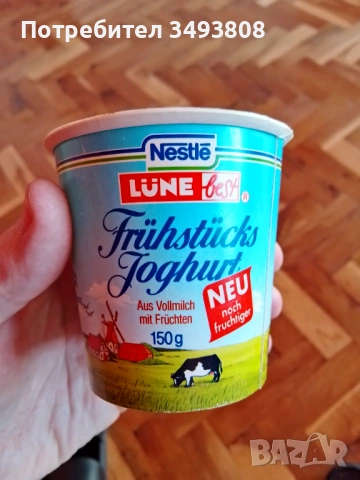 Потребител 3493808
Nestlé
LÜNE best ®
Frühstücks
Joghurt
Aus Vollmilch
mit Früchten
150g
NEU
noch
fruchtiger
BAZAR